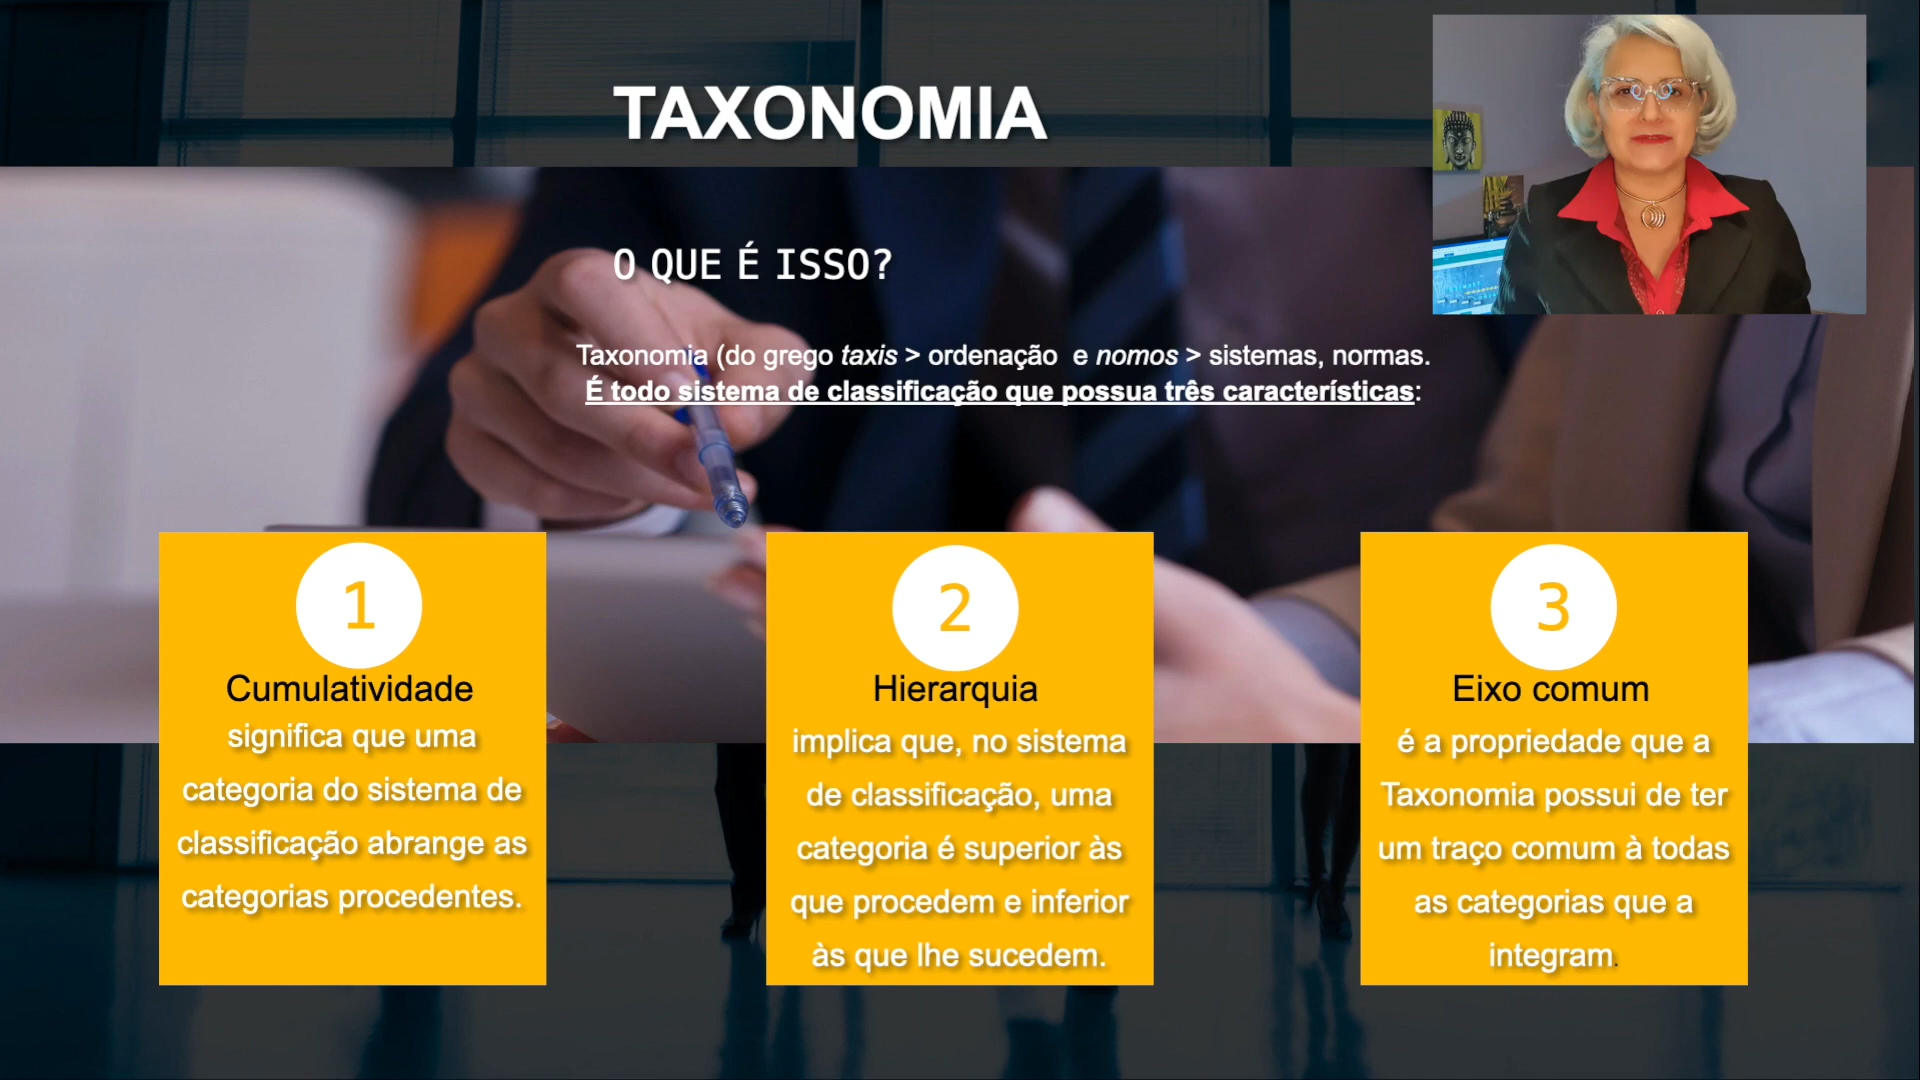 TAXONOMIA
O QUE É ISSO?
Taxonomia (do grego taxis > ordenação e nomos > sistemas, normas.
É todo sistema de classificação que possua três características:
1
Cumulatividade
significa que uma
categoria do sistema de
classificação abrange as
categorias procedentes.
2
Hierarquia
implica que, no sistema
de classificação, uma
categoria é superior às
que procedem e inferior
às que lhe sucedem.
3
Eixo comum
é a propriedade que a
Taxonomia possui de ter
um traço comum à todas
as categorias que a
integram.